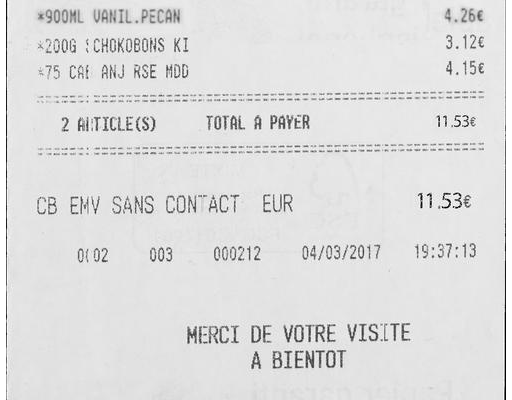 *900ML VANIL.PECAN 4.26€
*200G CHOKOBONS KI 3.12€
*75 ANJ RSE MDD 4.15€
2 ARTICLE(S) TOTAL A PAYER 11.53€
CB EMV SANS CONTACT EUR 11.53€
003 000212 04/03/2017 19:37:13
MERCI DE VOTRE VISITE
A BIENTOT